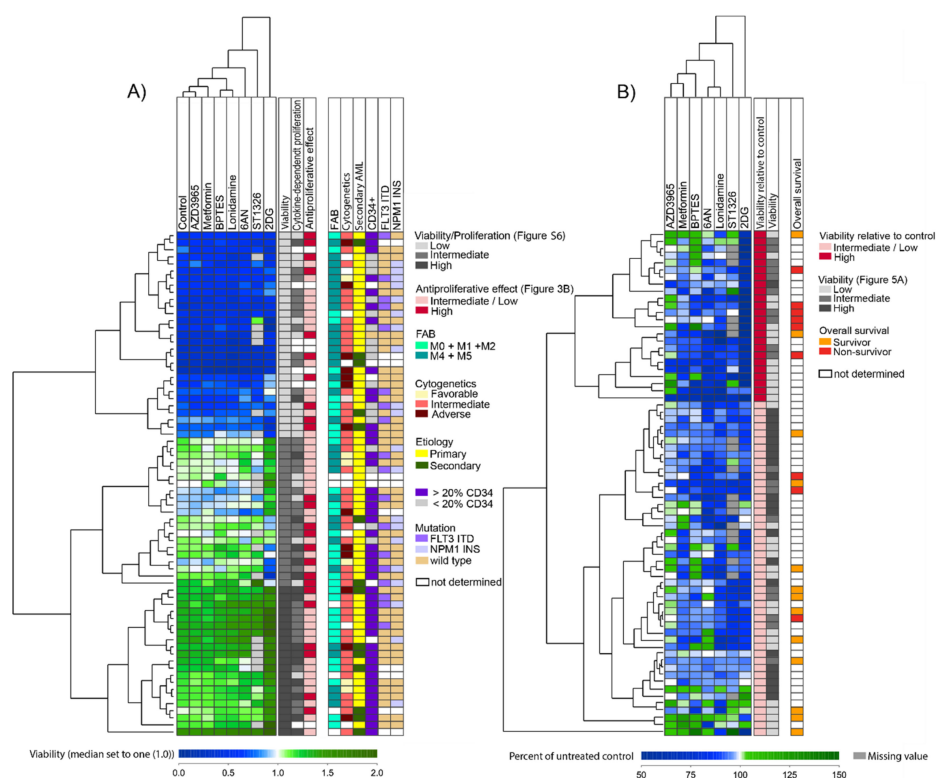 A)
Control
AZD3965
Metformin
BPTES
Lonidamine
6AN
ST1326
2DG
Viability
Cytokine-dependnt proliferation
Antiproliferative effect
FAB
Cytogenetics
Secondary AML
CD34+
FLT3 ITD
NPM1 INS
Viability/Proliferation (Figure S6)
Low
Intermediate
High
Antiproliferative effect (Figure 3B)
Intermediate / Low
High
FAB
M0 + M1 +M2
M4 + M5
Cytogenetics
Favorable
Intermediate
Adverse
Etiology
Primary
Secondary
> 20% CD34
< 20% CD34
Mutation
FLT3 ITD
NPM1 INS
wild type
not determined
Viability (median set to one (1.0))
0.0 0.5 1.0 1.5 2.0
B)
AZD3965
Metformin
BPTES
6AN
Lonidamine
ST1326
2DG
Viability relative to control
Viability
Overall survival
Viability relative to control
Intermediate / Low
High
Viability (Figure 5A)
Low
Intermediate
High
Overall survival
Survivor
Non-survivor
not determined
Percent of untreated control
50 75 100 125 150
Missing value